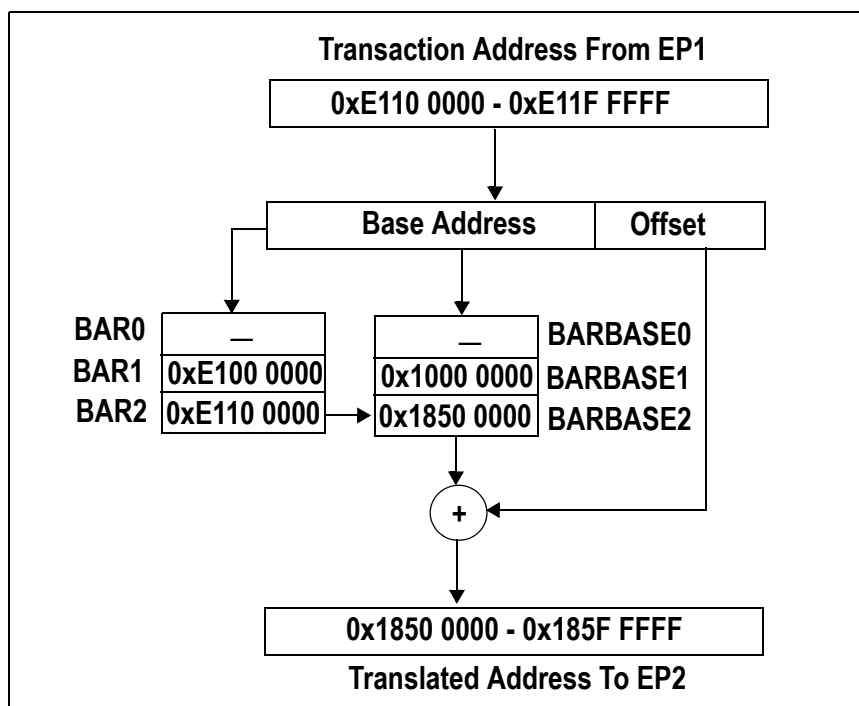 Transaction Address From EP1
0xE110 0000 - 0xE11F FFFF
Base Address Offset
BAR0 — — BARBASE0
BAR1 0xE100 0000 0x1000 0000 BARBASE1
BAR2 0xE110 0000 0x1850 0000 BARBASE2
+
0x1850 0000 - 0x185F FFFF
Translated Address To EP2